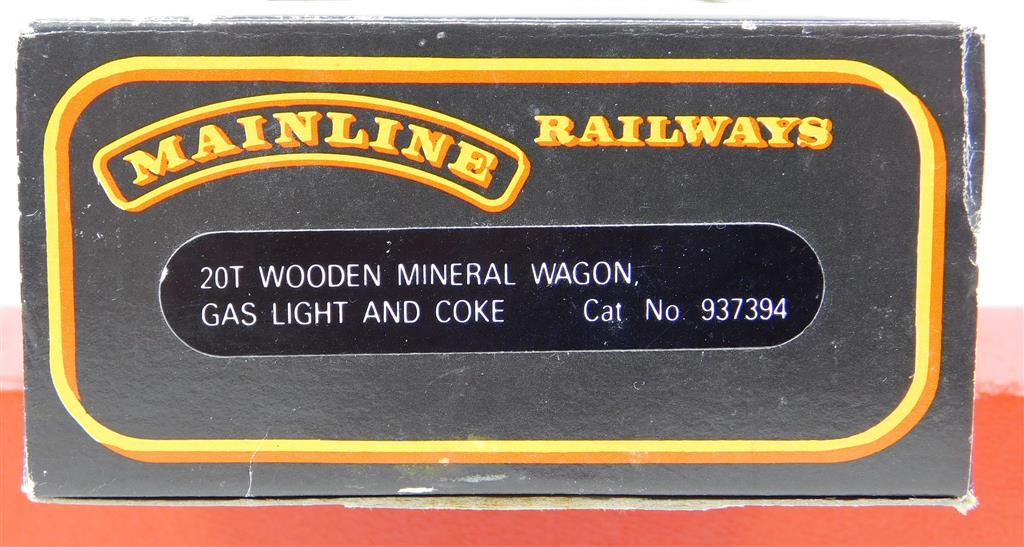 MAINLINE RAILWAYS
20T WOODEN MINERAL WAGON,
GAS LIGHT AND COKE Cat No 937394